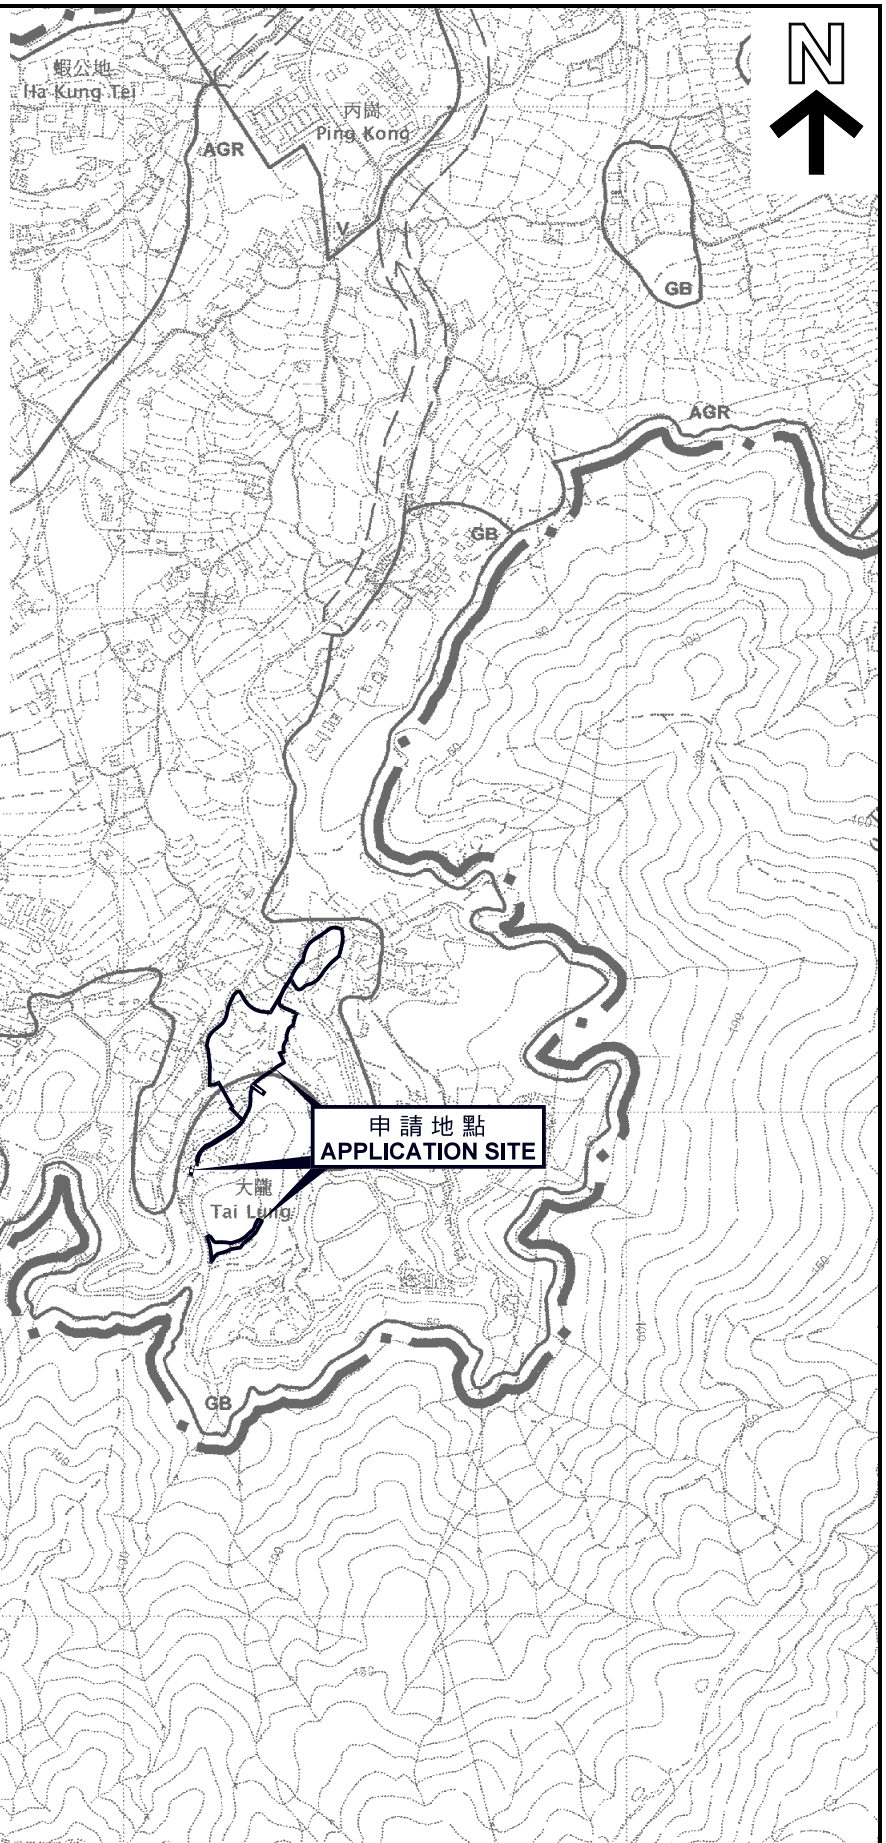 N
蝦公地
Ha Kung Tei
丙崗
Ping Kong
AGR
V
GB
AGR
GB
申請地點
APPLICATION SITE
大隴
Tai Lung
GB